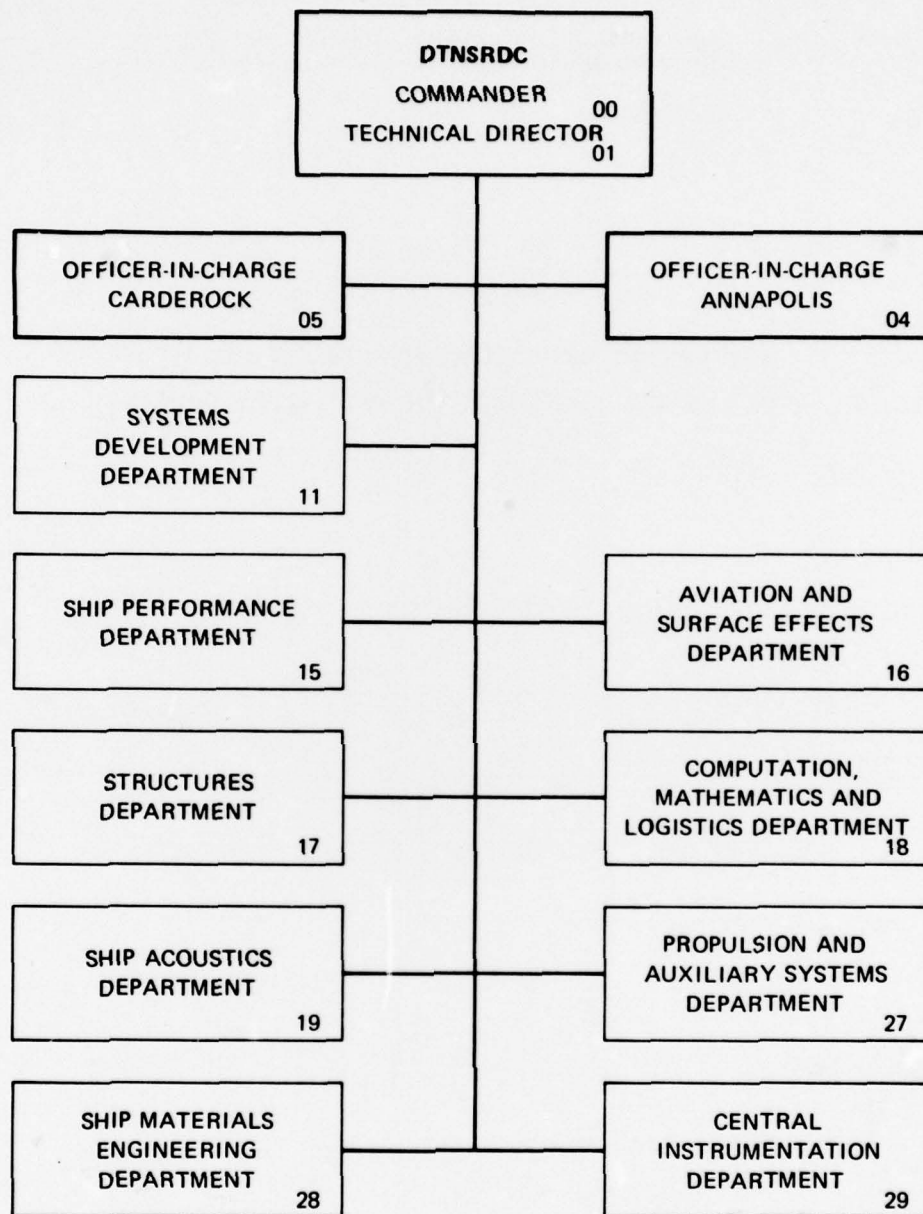 DTNSRDC
COMMANDER
00
TECHNICAL DIRECTOR
01
OFFICER-IN-CHARGE
CARDEROCK
05
OFFICER-IN-CHARGE
ANNAPOLIS
04
SYSTEMS
DEVELOPMENT
DEPARTMENT
11
SHIP PERFORMANCE
DEPARTMENT
15
AVIATION AND
SURFACE EFFECTS
DEPARTMENT
16
STRUCTURES
DEPARTMENT
17
COMPUTATION,
MATHEMATICS AND
LOGISTICS DEPARTMENT
18
SHIP ACOUSTICS
DEPARTMENT
19
PROPULSION AND
AUXILIARY SYSTEMS
DEPARTMENT
27
SHIP MATERIALS
ENGINEERING
DEPARTMENT
28
CENTRAL
INSTRUMENTATION
DEPARTMENT
29